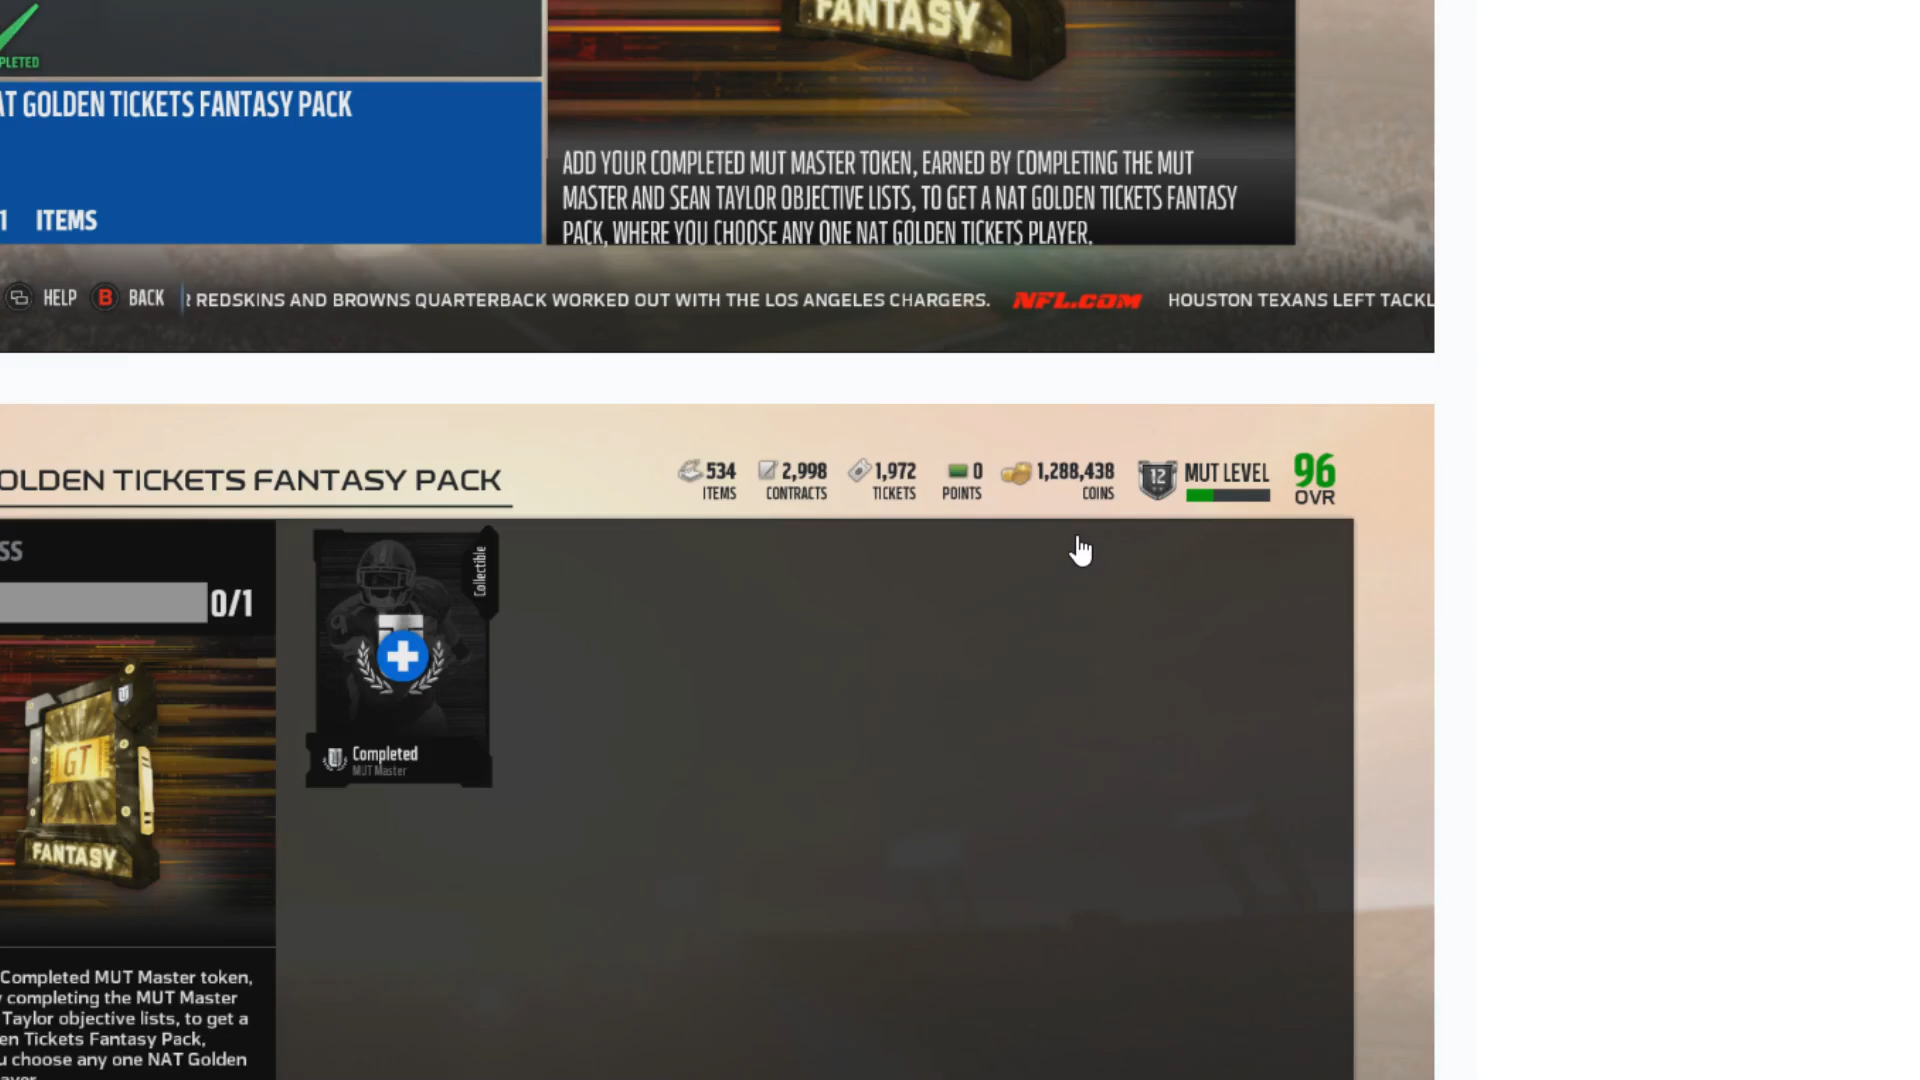 FANTASY
PLETED
AT GOLDEN TICKETS FANTASY PACK
1 ITEMS
ADD YOUR COMPLETED MUT MASTER TOKEN, EARNED BY COMPLETING THE MUT
MASTER AND SEAN TAYLOR OBJECTIVE LISTS, TO GET A NAT GOLDEN TICKETS FANTASY
PACK, WHERE YOU CHOOSE ANY ONE NAT GOLDEN TICKETS PLAYER.
HELP B BACK REDSKINS AND BROWNS QUARTERBACK WORKED OUT WITH THE LOS ANGELES CHARGERS. NFL.COM HOUSTON TEXANS LEFT TACKL
OLDEN TICKETS FANTASY PACK
534 ITEMS
2,998 CONTRACTS
1,972 TICKETS
0 POINTS
1,288,438 COINS
12 MUT LEVEL
96 OVR
SS
0/1
Collectible
Completed
MUT Master
GT
FANTASY
Completed MUT Master token,
y completing the MUT Master
Taylor objective lists, to get a
en Tickets Fantasy Pack,
u choose any one NAT Golden